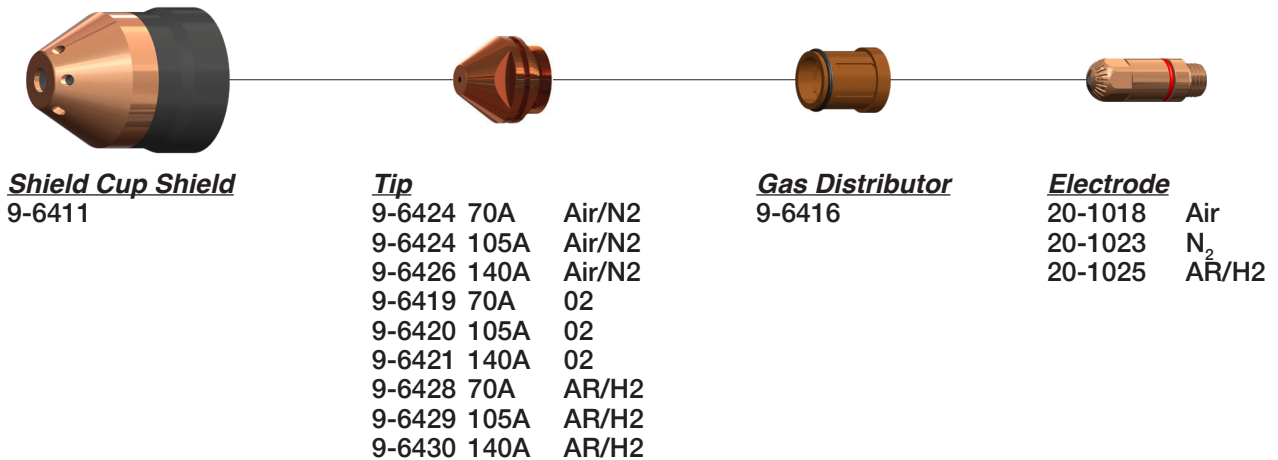 Shield Cup Shield
9-6411
Tip
9-6424 70A Air/N2
9-6424 105A Air/N2
9-6426 140A Air/N2
9-6419 70A 02
9-6420 105A 02
9-6421 140A 02
9-6428 70A AR/H2
9-6429 105A AR/H2
9-6430 140A AR/H2
Gas Distributor
9-6416
Electrode
20-1018 Air
20-1023 N₂
20-1025 AR/H2